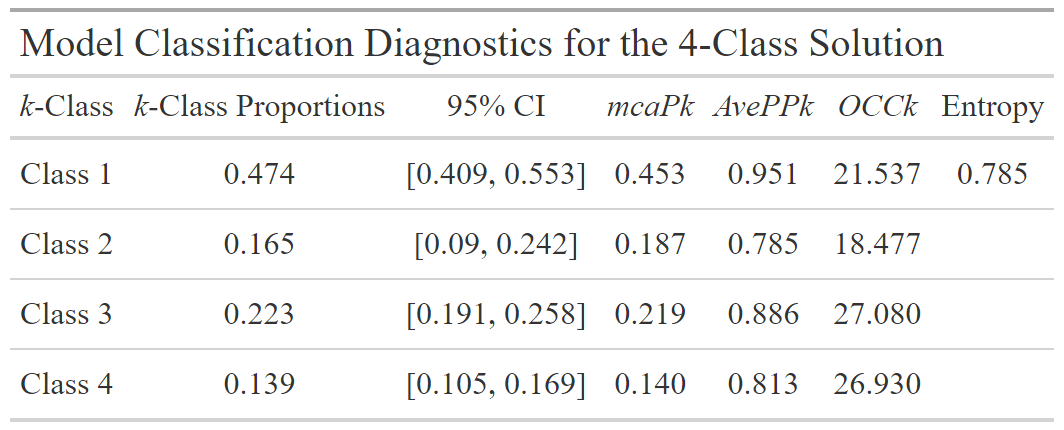 Model Classification Diagnostics for the 4-Class Solution
k-Class k-Class Proportions 95% CI mcaPk AvePPk OCCk Entropy
Class 1 0.474 [0.409, 0.553] 0.453 0.951 21.537 0.785
Class 2 0.165 [0.09, 0.242] 0.187 0.785 18.477
Class 3 0.223 [0.191, 0.258] 0.219 0.886 27.080
Class 4 0.139 [0.105, 0.169] 0.140 0.813 26.930